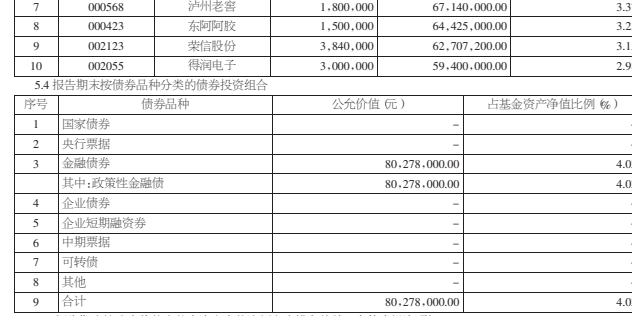 7 000568 泸州老窖 1,800,000 67,140,000.00
8 000423 东阿阿胶 1,500,000 64,425,000.00
9 002123 荣信股份 3,840,000 62,707,200.00
10 002055 得润电子 3,000,000 59,400,000.00
5.4 报告期末按债券品种分类的债券投资组合
序号 债券品种 公允价值(元) 占基金资产净值比例(%)
1 国家债券 –
2 央行票据 –
3 金融债券 80,278,000.00
其中:政策性金融债 80,278,000.00
4 企业债券 –
5 企业短期融资券 –
6 中期票据 –
7 可转债 –
8 其他 –
9 合计 80,278,000.00